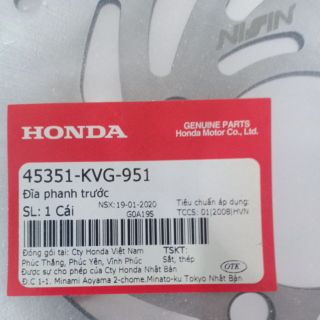 NISSIN
HONDA
GENUINE PARTS
Honda Motor Co., Ltd.
45351-KVG-951
Đĩa phanh trước
NSX: 19-01-2020
Tiêu chuẩn áp dụng:
SL: 1 Cái
G0A19S
TCCS: 01|2008|HVN
Đóng gói tại: Cty Honda Việt Nam
TSKT:
Phúc Thắng, Phúc Yên, Vĩnh Phúc
Sắt, thép
Được sự cho phép của Cty Honda Nhật Bản
OTK
Đ.C 1-1. Minami Aoyama 2-chome.Minato-ku Tokyo Nhật Bản